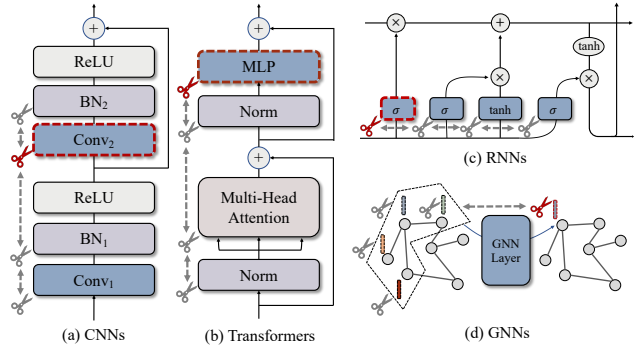 +
ReLU
BN₂
Conv₂
ReLU
BN₁
Conv₁
(a) CNNs
+
MLP
Norm
+
Multi-Head
Attention
Norm
(b) Transformers
×
+
tanh
×
×
σ
σ
tanh
σ
(c) RNNs
GNN
Layer
(d) GNNs